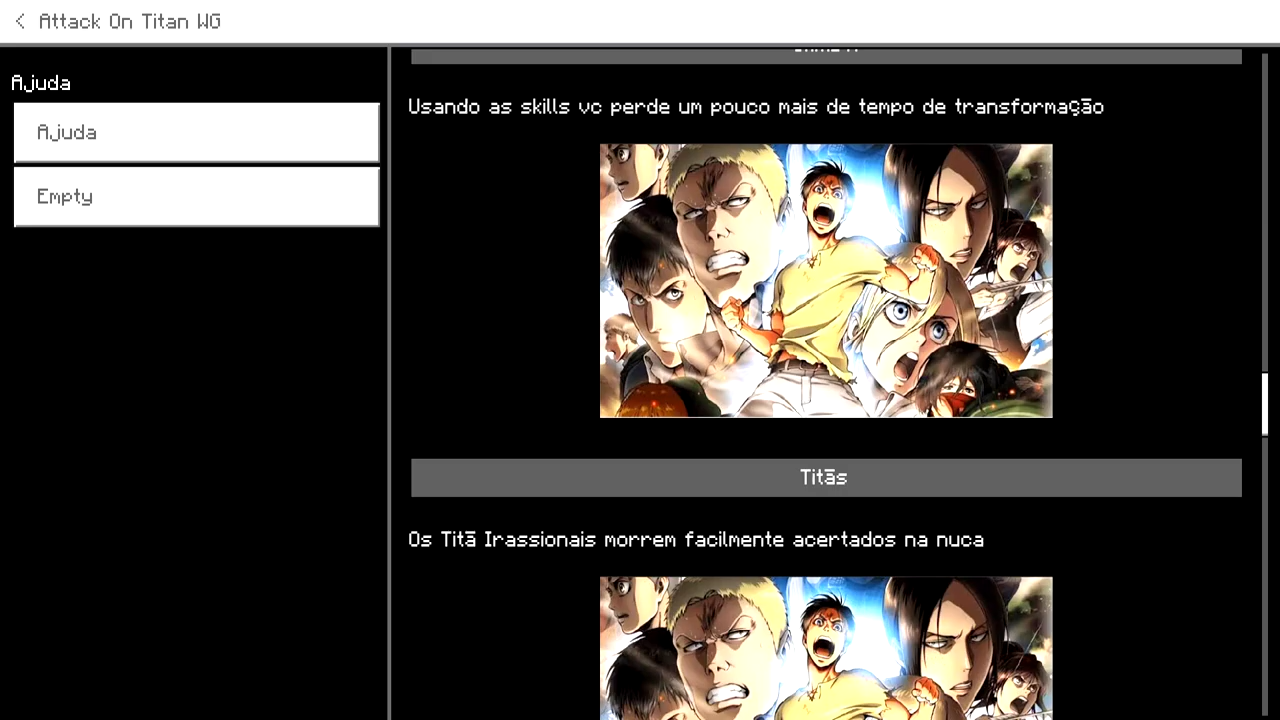 Attack On Titan WG
Ajuda
Ajuda
Empty
Usando as skills vc perde um pouco mais de tempo de transformação
Titãs
Os Titã Irassionais morrem facilmente acertados na nuca